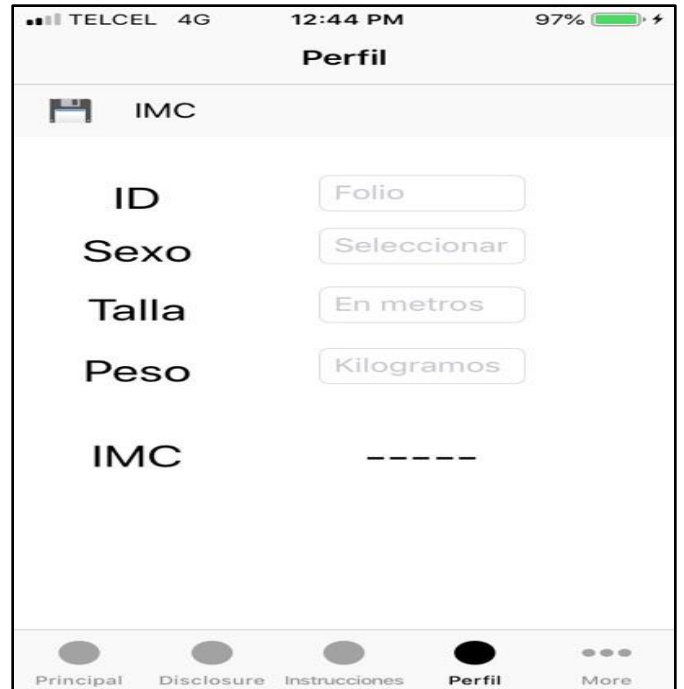 TELCEL 4G 12:44 PM 97%
Perfil
IMC
ID Folio
Sexo Seleccionar
Talla En metros
Peso Kilogramos
IMC -----
Principal Disclosure Instrucciones Perfil More